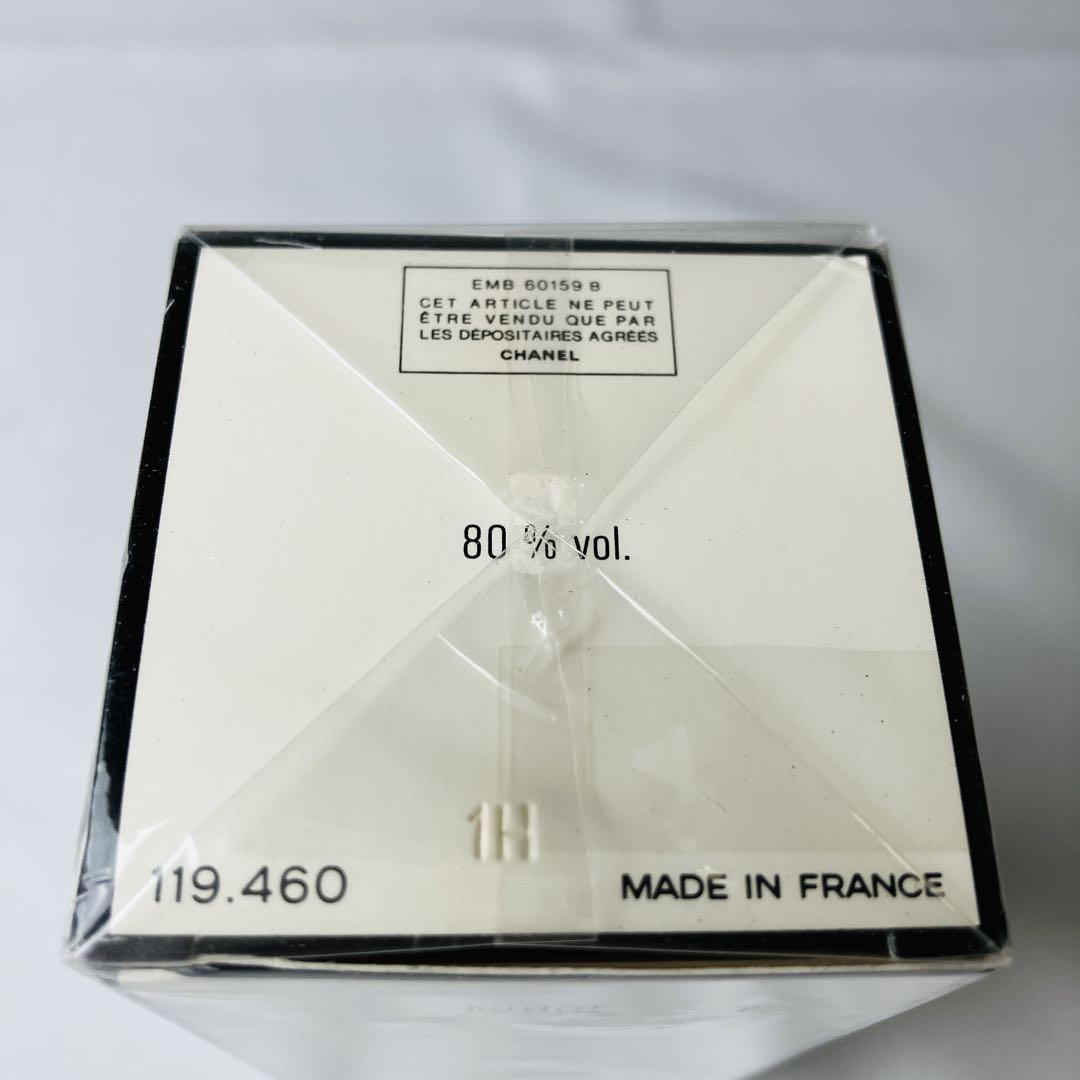 EMB 60159 B
CET ARTICLE NE PEUT
ÊTRE VENDU QUE PAR
LES DÉPOSITAIRES AGRÉÉS
CHANEL
80 % vol.
1H
119.460
MADE IN FRANCE